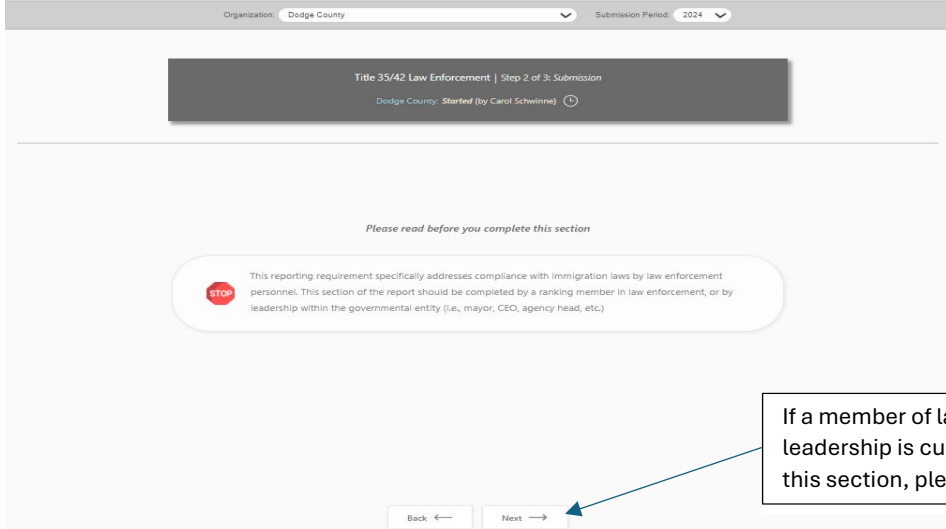 Organization: Dodge County Submission Period: 2024
Title 35/42 Law Enforcement | Step 2 of 3: Submission
Dodge County: Started (by Carol Schwinne)
Please read before you complete this section
STOP
This reporting requirement specifically addresses compliance with immigration laws by law enforcement
personnel. This section of the report should be completed by a ranking member in law enforcement, or by
leadership within the governmental entity (i.e., mayor, CEO, agency head, etc.)
If a member of
leadership is
this section,
Back Next